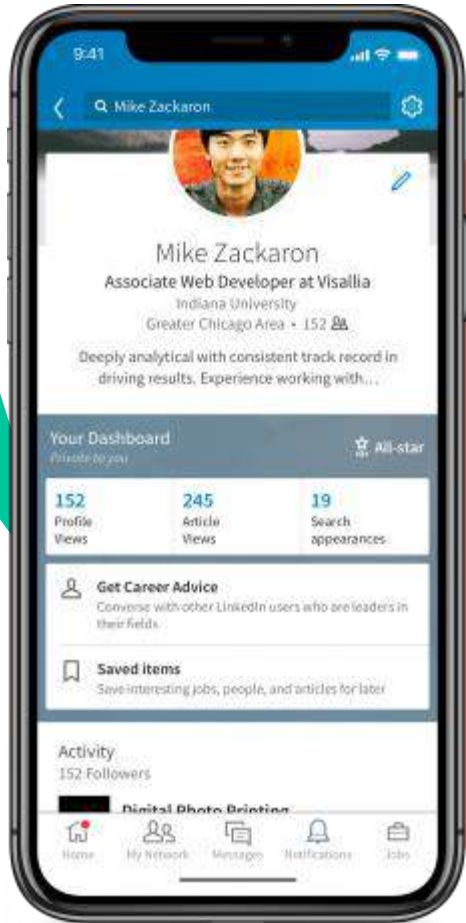 9:41
Mike Zackaron
Mike Zackaron
Associate Web Developer at Visallia
Indiana University
Greater Chicago Area • 152
Deeply analytical with consistent track record in
driving results. Experience working with...
Your Dashboard
Private to you
All-star
152
Profile
Views
245
Article
Views
19
Search
appearances
Get Career Advice
Converse with other LinkedIn users who are leaders in
their fields
Saved items
Save interesting jobs, people, and articles for later
Activity
152 Followers
Digital Photo Printing
Home
My Network
Messages
Notifications
Jobs